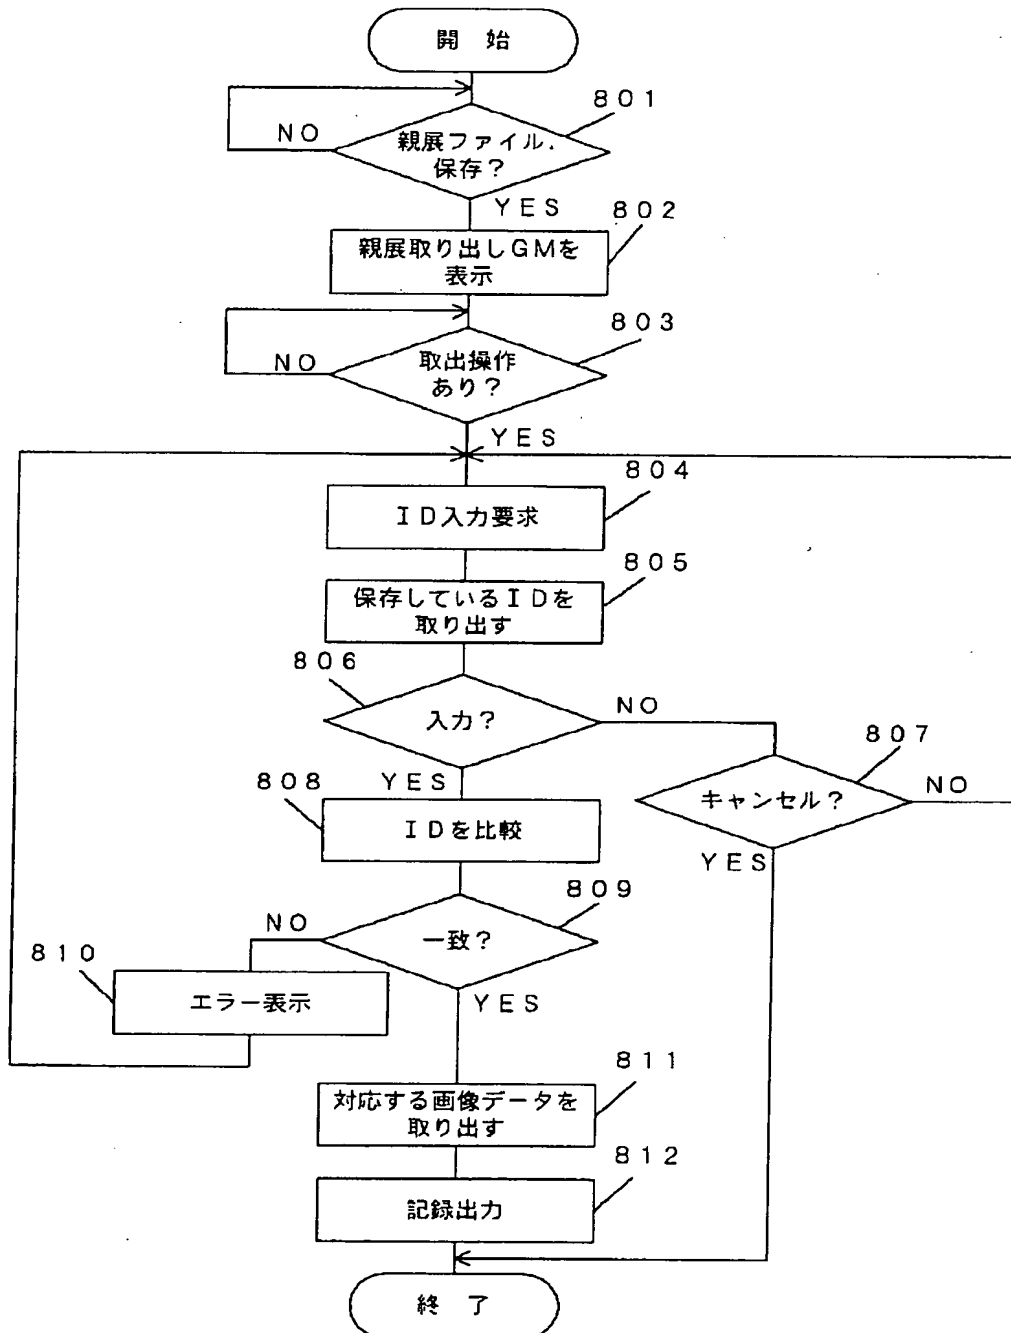 開 始
801
NO
親展ファイル.
保存?
YES
802
親展取り出しGMを
表示
803
NO
取出操作
あり?
YES
804
ID入力要求
805
保存しているIDを
取り出す
806
入力?
NO
807
キャンセル?
NO
YES
YES
808
IDを比較
809
NO
一致?
810
エラー表示
YES
811
対応する画像データを
取り出す
812
記録出力
終 了